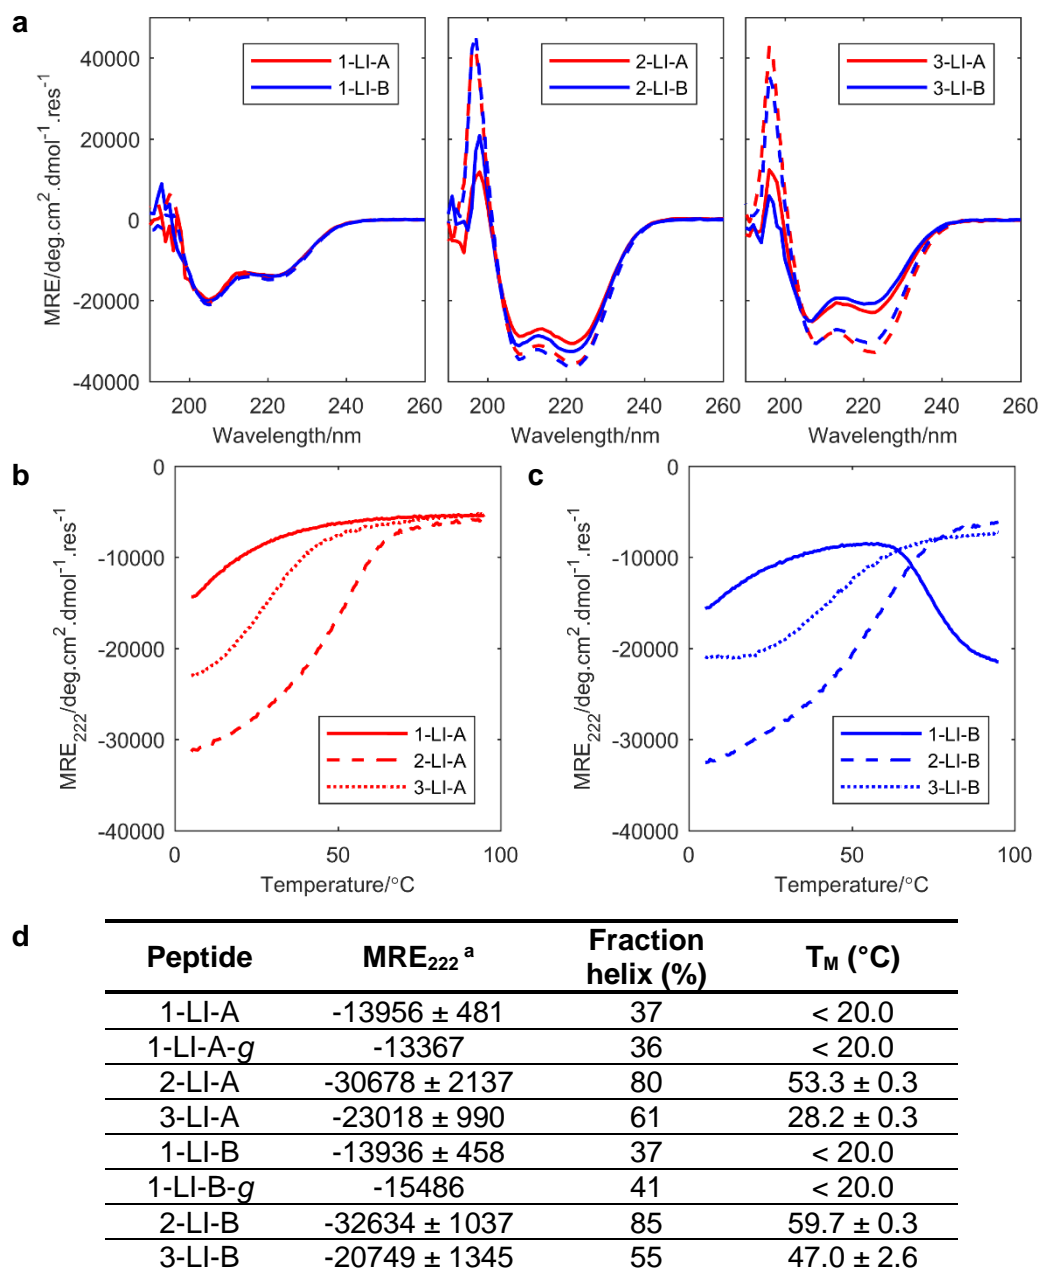 a
40000
20000
0
-20000
-40000
MRE/deg.cm².dmol⁻¹.res⁻¹
1-LI-A
1-LI-B
200 220 240 260
Wavelength/nm
2-LI-A
2-LI-B
200 220 240 260
Wavelength/nm
3-LI-A
3-LI-B
200 220 240 260
Wavelength/nm
b
0
-10000
-20000
-30000
-40000
MRE₂₂₂/deg.cm².dmol⁻¹.res⁻¹
1-LI-A
2-LI-A
3-LI-A
0 50 100
Temperature/°C
c
0
-10000
-20000
-30000
-40000
MRE₂₂₂/deg.cm².dmol⁻¹.res⁻¹
1-LI-B
2-LI-B
3-LI-B
0 50 100
Temperature/°C
d
Peptide MRE₂₂₂ ᵃ Fraction helix (%) T_M (°C)
1-LI-A -13956 ± 481 37 < 20.0
1-LI-A-g -13367 36 < 20.0
2-LI-A -30678 ± 2137 80 53.3 ± 0.3
3-LI-A -23018 ± 990 61 28.2 ± 0.3
1-LI-B -13936 ± 458 37 < 20.0
1-LI-B-g -15486 41 < 20.0
2-LI-B -32634 ± 1037 85 59.7 ± 0.3
3-LI-B -20749 ± 1345 55 47.0 ± 2.6